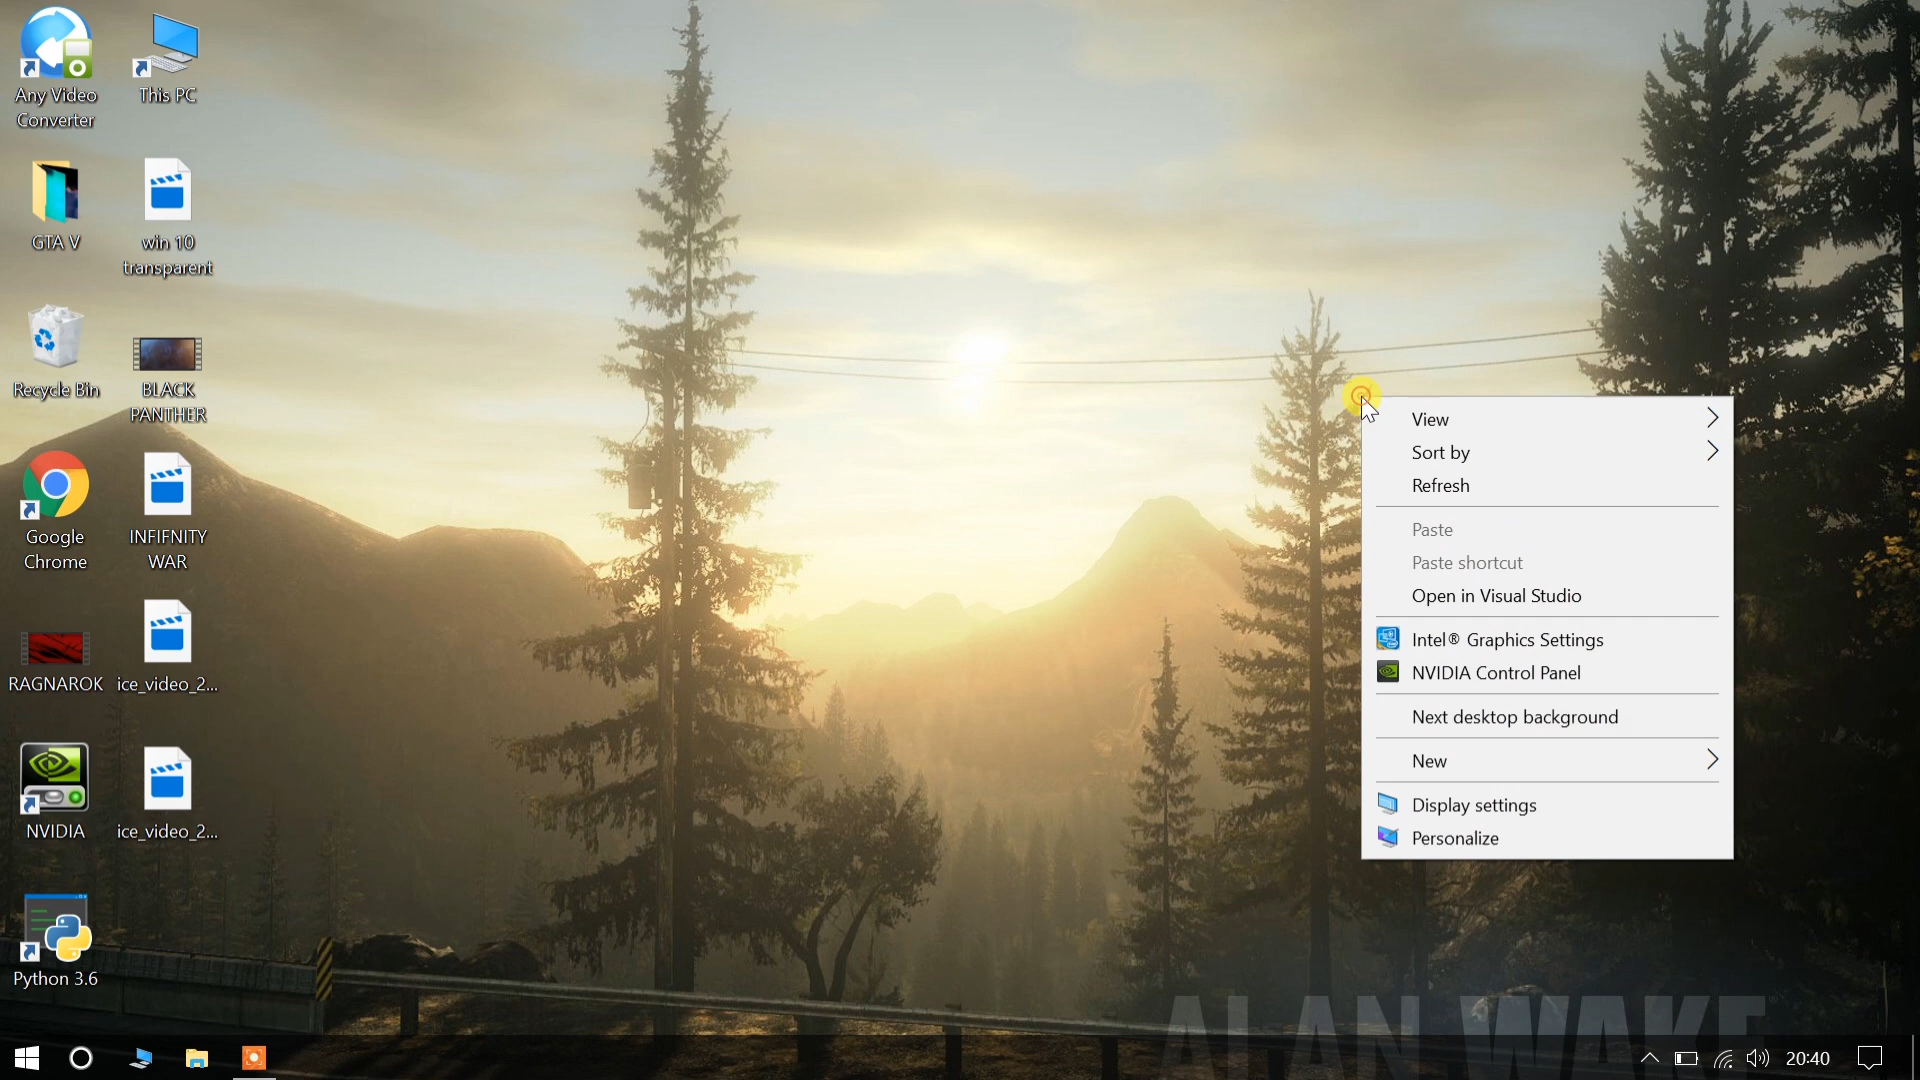 Any Video
Converter
This PC
GTA V
win 10
transparent
Recycle Bin
BLACK
PANTHER
Google
Chrome
INFIFNITY
WAR
RAGNAROK
ice_video_2...
NVIDIA
ice_video_2...
Python 3.6
View
Sort by
Refresh
Paste
Paste shortcut
Open in Visual Studio
Intel® Graphics Settings
NVIDIA Control Panel
Next desktop background
New
Display settings
Personalize
ALAN WAKE
20:40